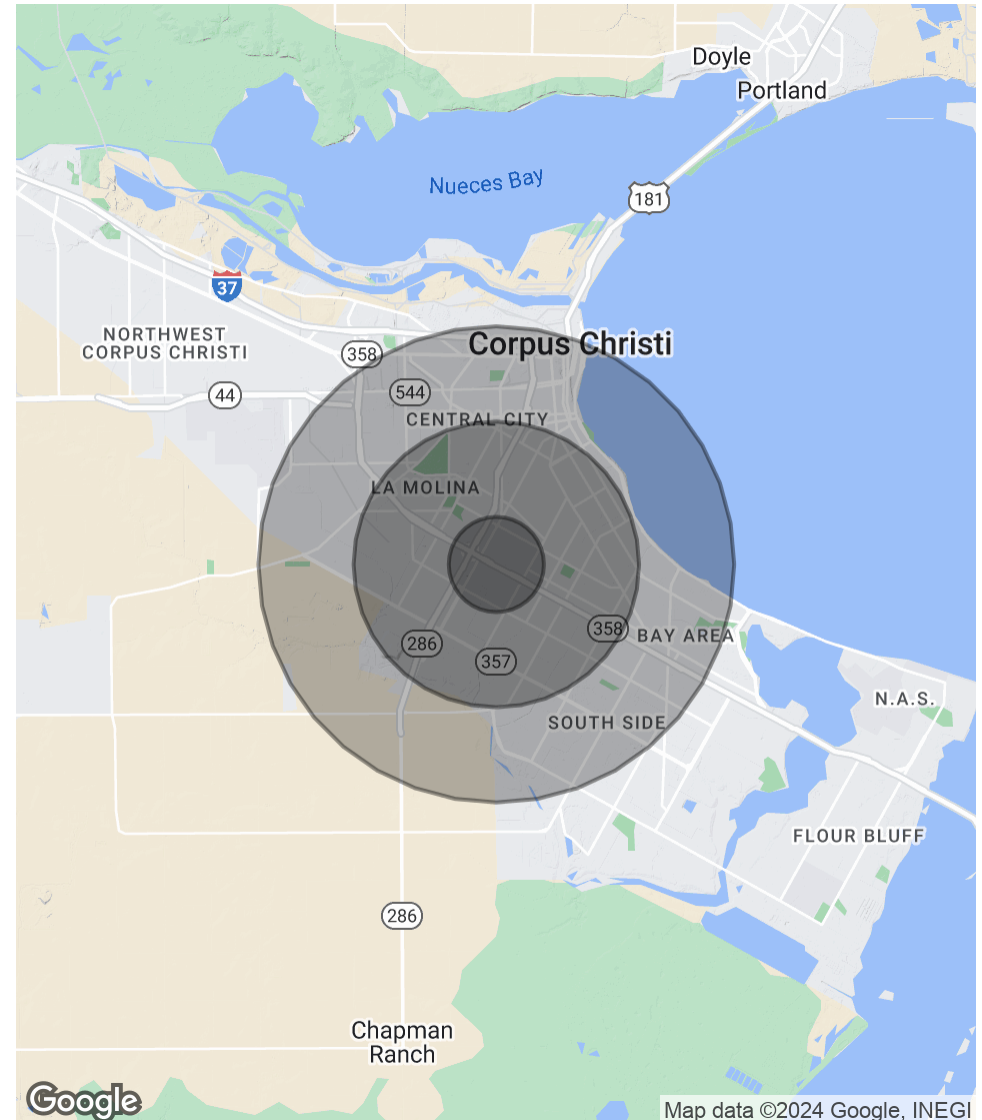 Doyle
Portland
Nueces Bay
181
37
NORTHWEST
CORPUS CHRISTI
358
Corpus Christi
44
544
CENTRAL CITY
LA MOLINA
286
357
358
BAY AREA
N.A.S.
SOUTH SIDE
FLOUR BLUFF
286
Chapman
Ranch
Google
Map data ©2024 Google, INEGI